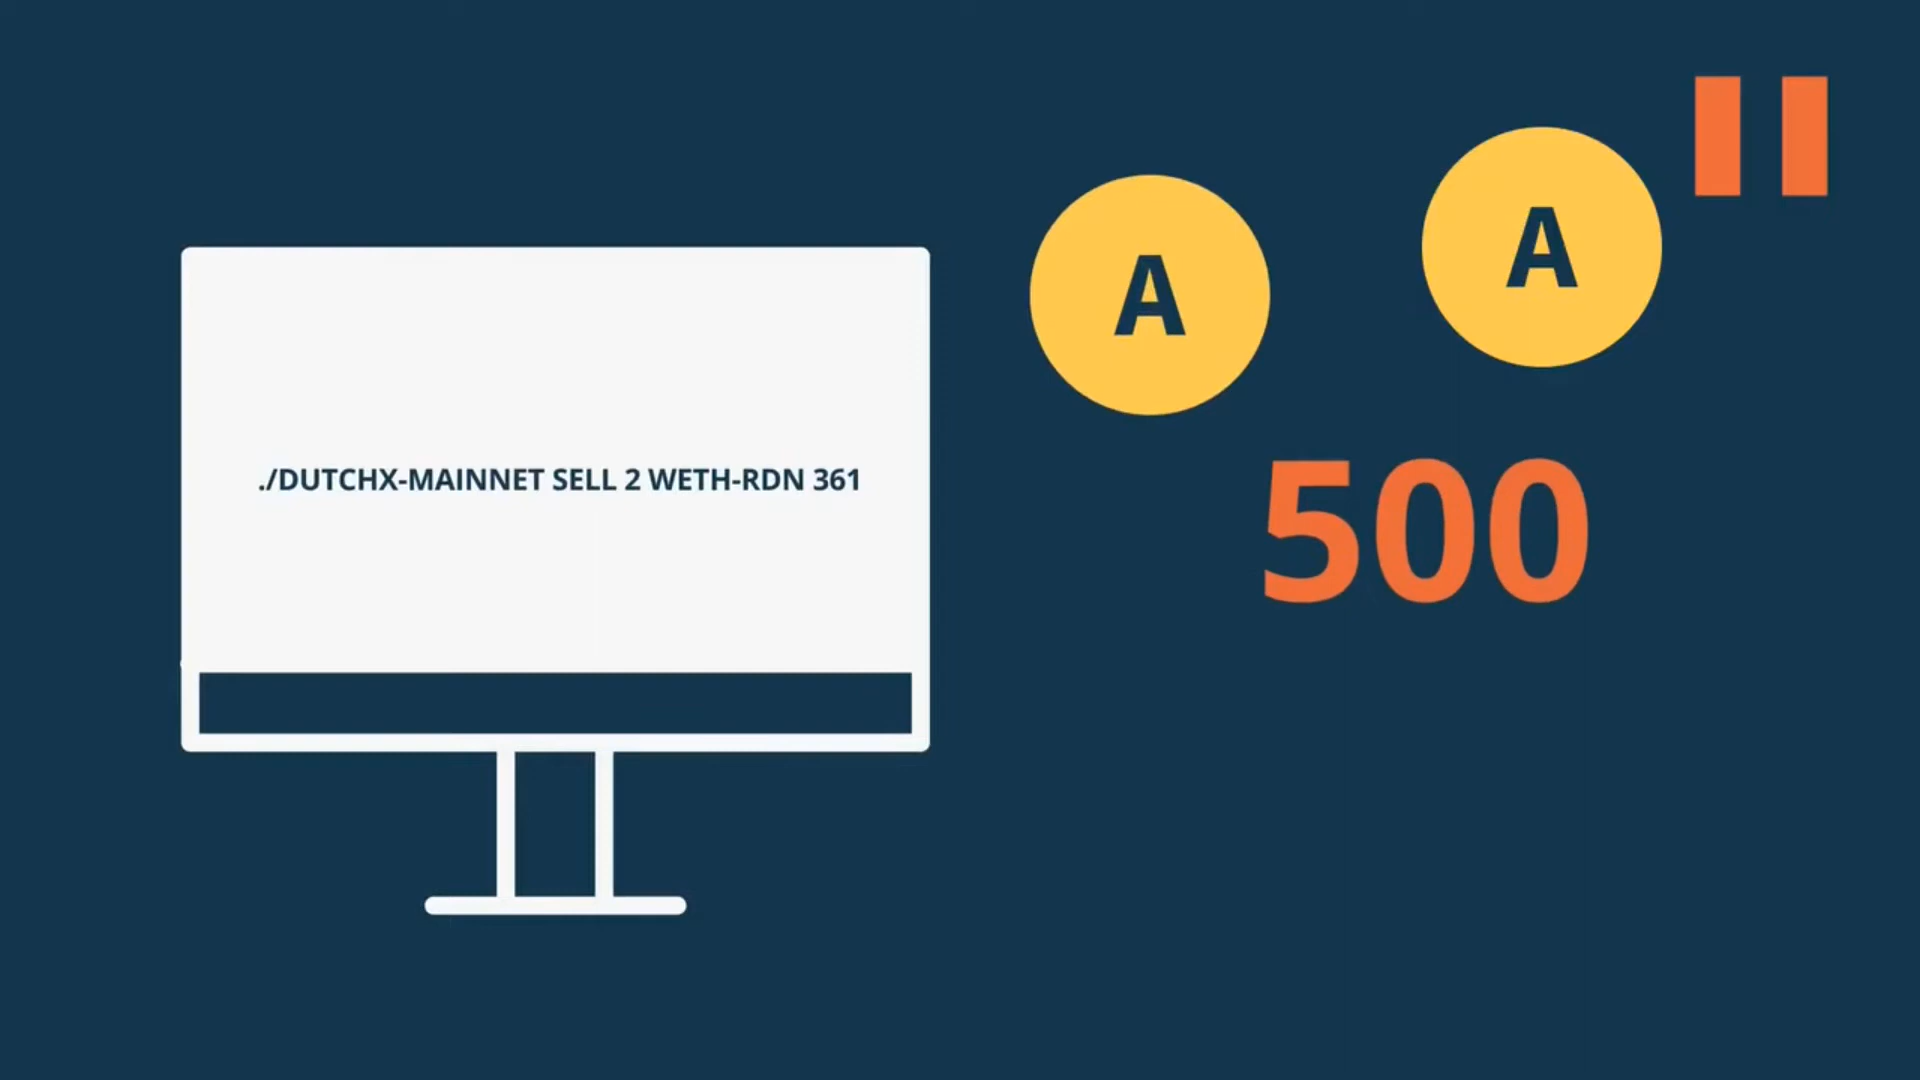 A
A
./DUTCHX-MAINNET SELL 2 WETH-RDN 361
500